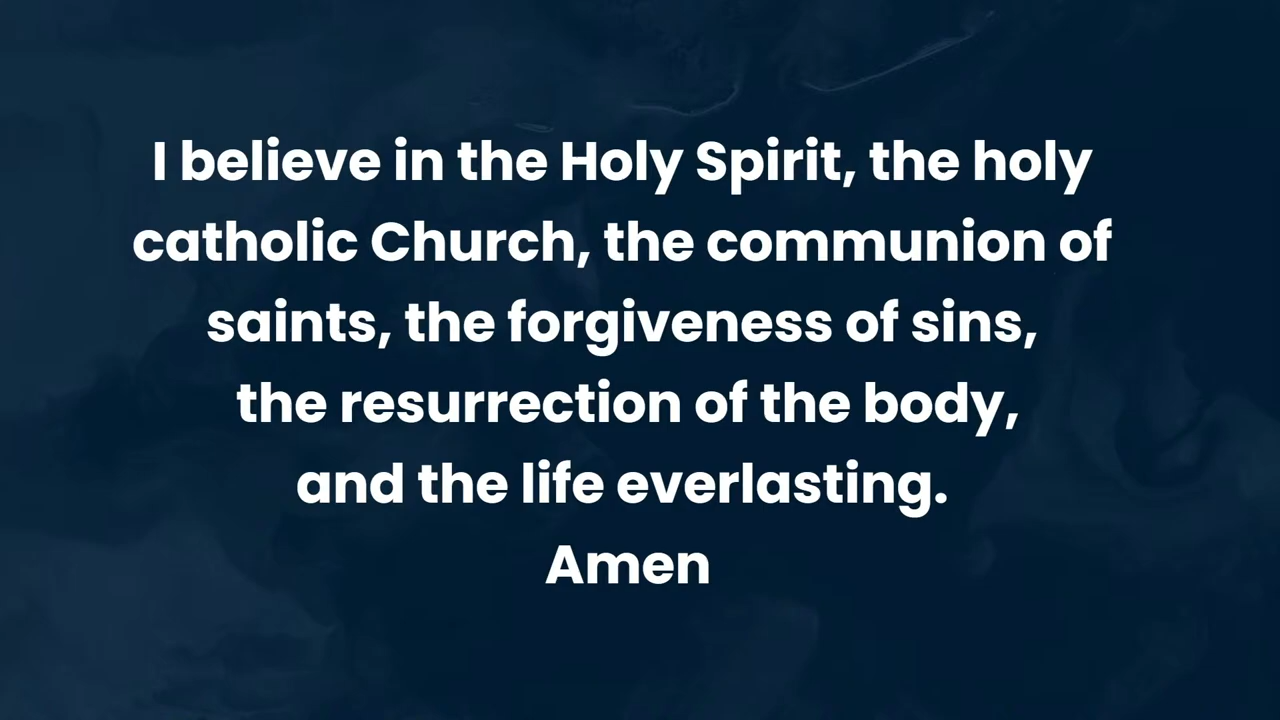 I believe in the Holy Spirit, the holy
catholic Church, the communion of
saints, the forgiveness of sins,
the resurrection of the body,
and the life everlasting.
Amen